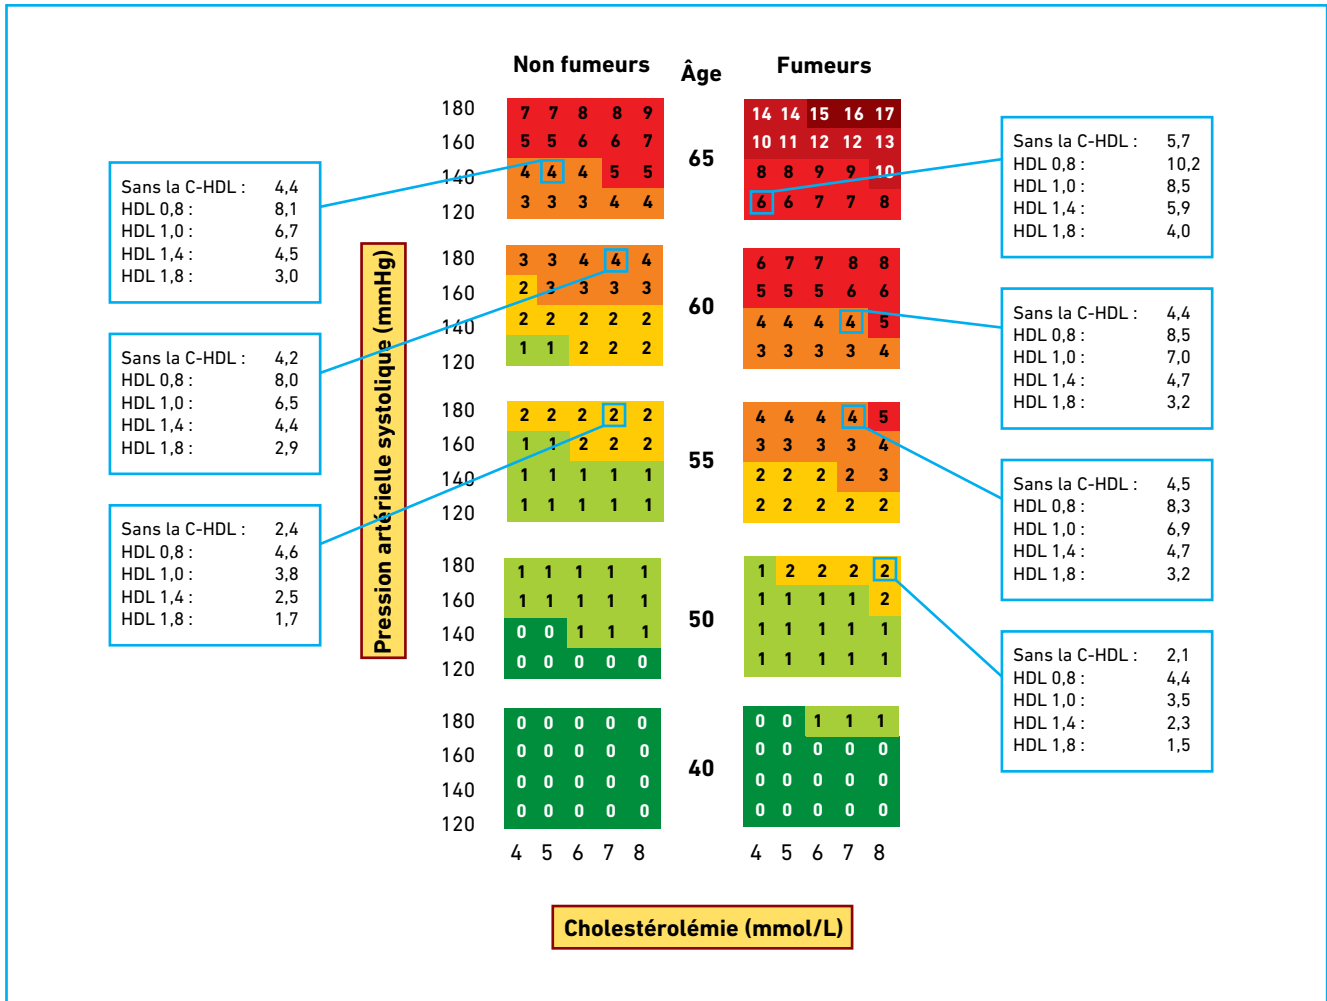 Non fumeurs Âge Fumeurs
180 7 7 8 8 9 14 14 15 16 17
160 5 5 6 6 7 65 10 11 12 12 13
140 4 4 4 5 5 8 8 9 9 10
120 3 3 3 4 4 6 6 7 7 8
180 3 3 4 4 4 6 7 7 8 8
160 2 3 3 3 3 60 5 5 5 6 6
140 2 2 2 2 2 4 4 4 4 5
120 1 1 2 2 2 3 3 3 3 4
180 2 2 2 2 2 4 4 4 4 5
160 1 1 2 2 2 55 3 3 3 3 4
140 1 1 1 1 1 2 2 2 2 3
120 1 1 1 1 1 2 2 2 2 2
180 1 1 1 1 1 1 2 2 2 2
160 1 1 1 1 1 50 1 1 1 1 2
140 0 0 1 1 1 1 1 1 1 1
120 0 0 0 0 0 1 1 1 1 1
180 0 0 0 0 0 0 0 1 1 1
160 0 0 0 0 0 40 0 0 0 0 0
140 0 0 0 0 0 0 0 0 0 0
120 0 0 0 0 0 0 0 0 0 0
4 5 6 7 8 4 5 6 7 8
Pression artérielle systolique (mmHg)
Cholestérolémie (mmol/L)
Sans la C-HDL : 4,4
HDL 0,8 : 8,1
HDL 1,0 : 6,7
HDL 1,4 : 4,5
HDL 1,8 : 3,0
Sans la C-HDL : 4,2
HDL 0,8 : 8,0
HDL 1,0 : 6,5
HDL 1,4 : 4,4
HDL 1,8 : 2,9
Sans la C-HDL : 2,4
HDL 0,8 : 4,6
HDL 1,0 : 3,8
HDL 1,4 : 2,5
HDL 1,8 : 1,7
Sans la C-HDL : 5,7
HDL 0,8 : 10,2
HDL 1,0 : 8,5
HDL 1,4 : 5,9
HDL 1,8 : 4,0
Sans la C-HDL : 4,4
HDL 0,8 : 8,5
HDL 1,0 : 7,0
HDL 1,4 : 4,7
HDL 1,8 : 3,2
Sans la C-HDL : 4,5
HDL 0,8 : 8,3
HDL 1,0 : 6,9
HDL 1,4 : 4,7
HDL 1,8 : 3,2
Sans la C-HDL : 2,1
HDL 0,8 : 4,4
HDL 1,0 : 3,5
HDL 1,4 : 2,3
HDL 1,8 : 1,5